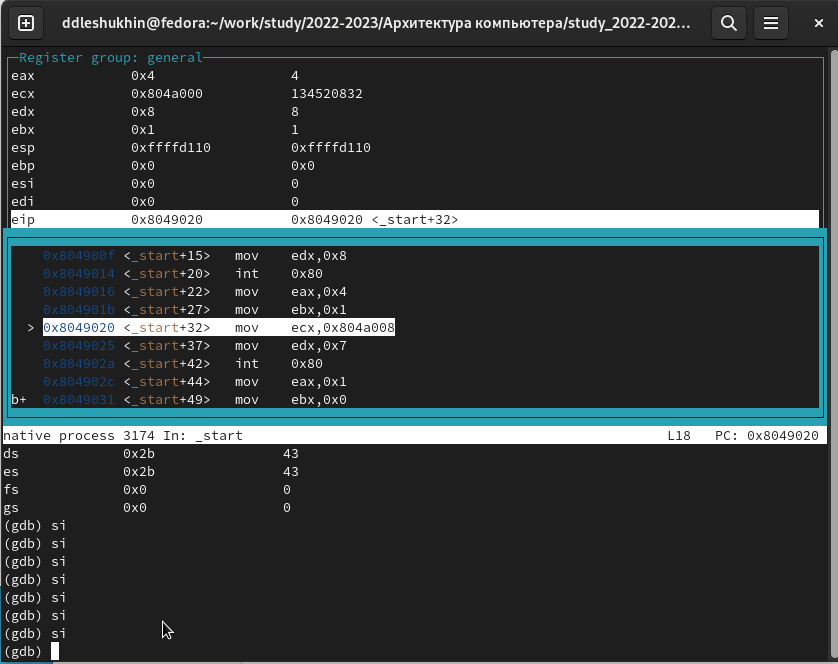 ddleshukhin@fedora:~/work/study/2022-2023/Архитектура компьютера/study_2022-202...
Register group: general
eax 0x4 4
ecx 0x804a000 134520832
edx 0x8 8
ebx 0x1 1
esp 0xffffd110 0xffffd110
ebp 0x0 0x0
esi 0x0 0
edi 0x0 0
eip 0x8049020 0x8049020 <_start+32>
0x804900f <_start+15> mov edx,0x8
0x8049014 <_start+20> int 0x80
0x8049016 <_start+22> mov eax,0x4
0x804901b <_start+27> mov ebx,0x1
> 0x8049020 <_start+32> mov ecx,0x804a008
0x8049025 <_start+37> mov edx,0x7
0x804902a <_start+42> int 0x80
0x804902c <_start+44> mov eax,0x1
b+ 0x8049031 <_start+49> mov ebx,0x0
native process 3174 In: _start L18 PC: 0x8049020
ds 0x2b 43
es 0x2b 43
fs 0x0 0
gs 0x0 0
(gdb) si
(gdb) si
(gdb) si
(gdb) si
(gdb) si
(gdb) si
(gdb) si
(gdb)